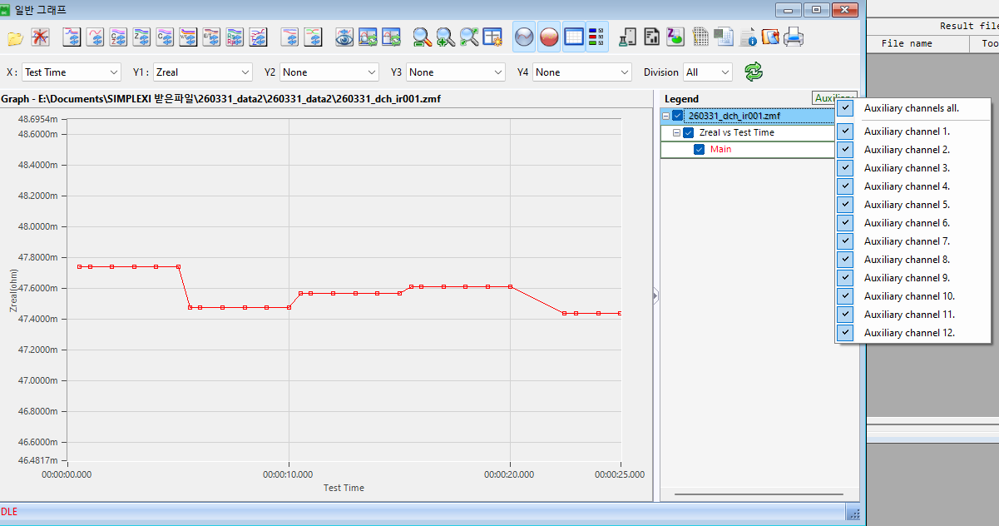 일반 그래프
Result file
File name
Too
X : Test Time Y1 : Zreal Y2 None Y3 None Y4 None Division All
Graph - E:\Documents\SIMPLEXI 받은파일\260331_data2\260331_data2\260331_dch_ir001.zmf
Legend
Auxiliary
260331_dch_ir001.zmf
Zreal vs Test Time
Main
Auxiliary channels all.
Auxiliary channel 1.
Auxiliary channel 2.
Auxiliary channel 3.
Auxiliary channel 4.
Auxiliary channel 5.
Auxiliary channel 6.
Auxiliary channel 7.
Auxiliary channel 8.
Auxiliary channel 9.
Auxiliary channel 10.
Auxiliary channel 11.
Auxiliary channel 12.
48.6954m
48.6000m
48.4000m
48.2000m
48.0000m
47.8000m
47.6000m
47.4000m
47.2000m
47.0000m
46.8000m
46.6000m
46.4817m
Zreal(ohm)
00:00:00.000 00:00:10.000 00:00:20.000 00:00:25.000
Test Time
DLE